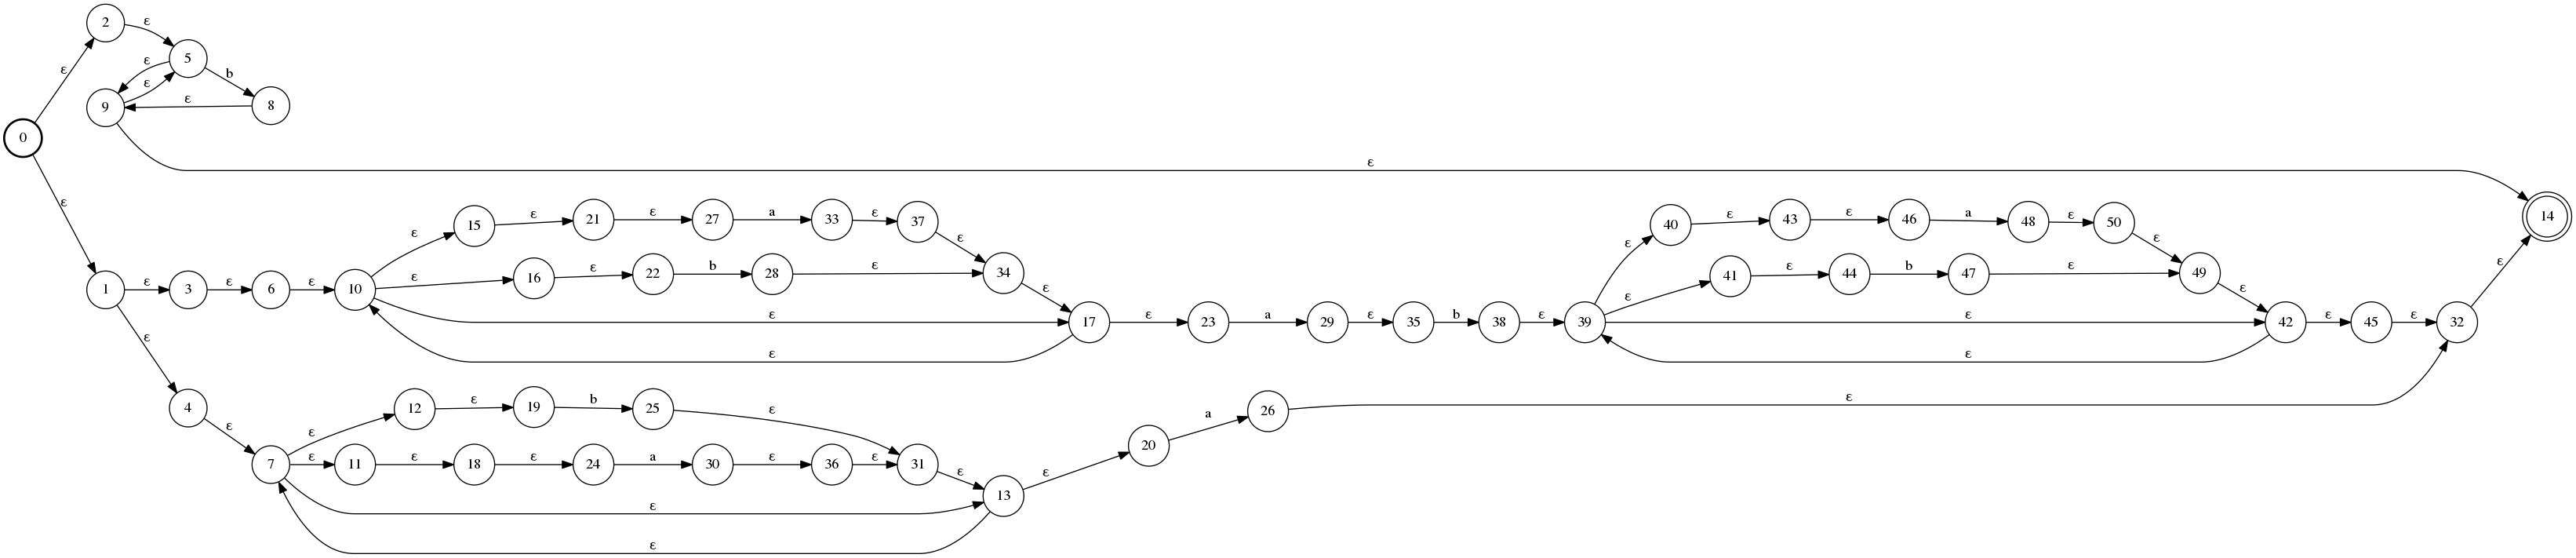 2 ε 5
ε ε b
ε ε
9 ε 8
0
ε
ε
15 ε 21 ε 27 a 33 ε 37
40 ε 43 ε 46 a 48 ε 50
14
ε ε ε ε
ε 16 ε 22 b 28 ε 34
ε 41 ε 44 b 47 ε 49
1 ε 3 ε 6 ε 10 ε ε
ε 17 ε 23 a 29 ε 35 b 38 ε 39 ε 42 ε 45 ε 32
ε ε
ε
4 12 ε 19 b 25 ε
26 ε
ε ε a
20
7 ε 11 ε 18 ε 24 a 30 ε 36 ε 31
ε ε
13
ε
ε